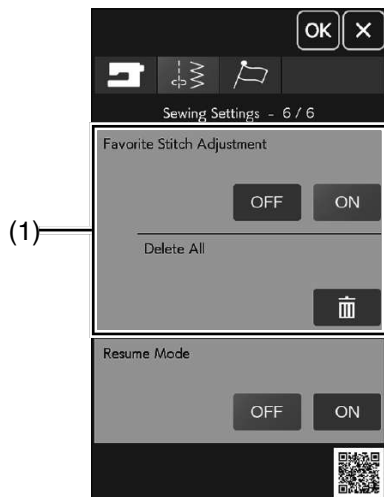 OK X
Sewing Settings - 6 / 6
Favorite Stitch Adjustment
OFF ON
(1)
Delete All
Resume Mode
OFF ON